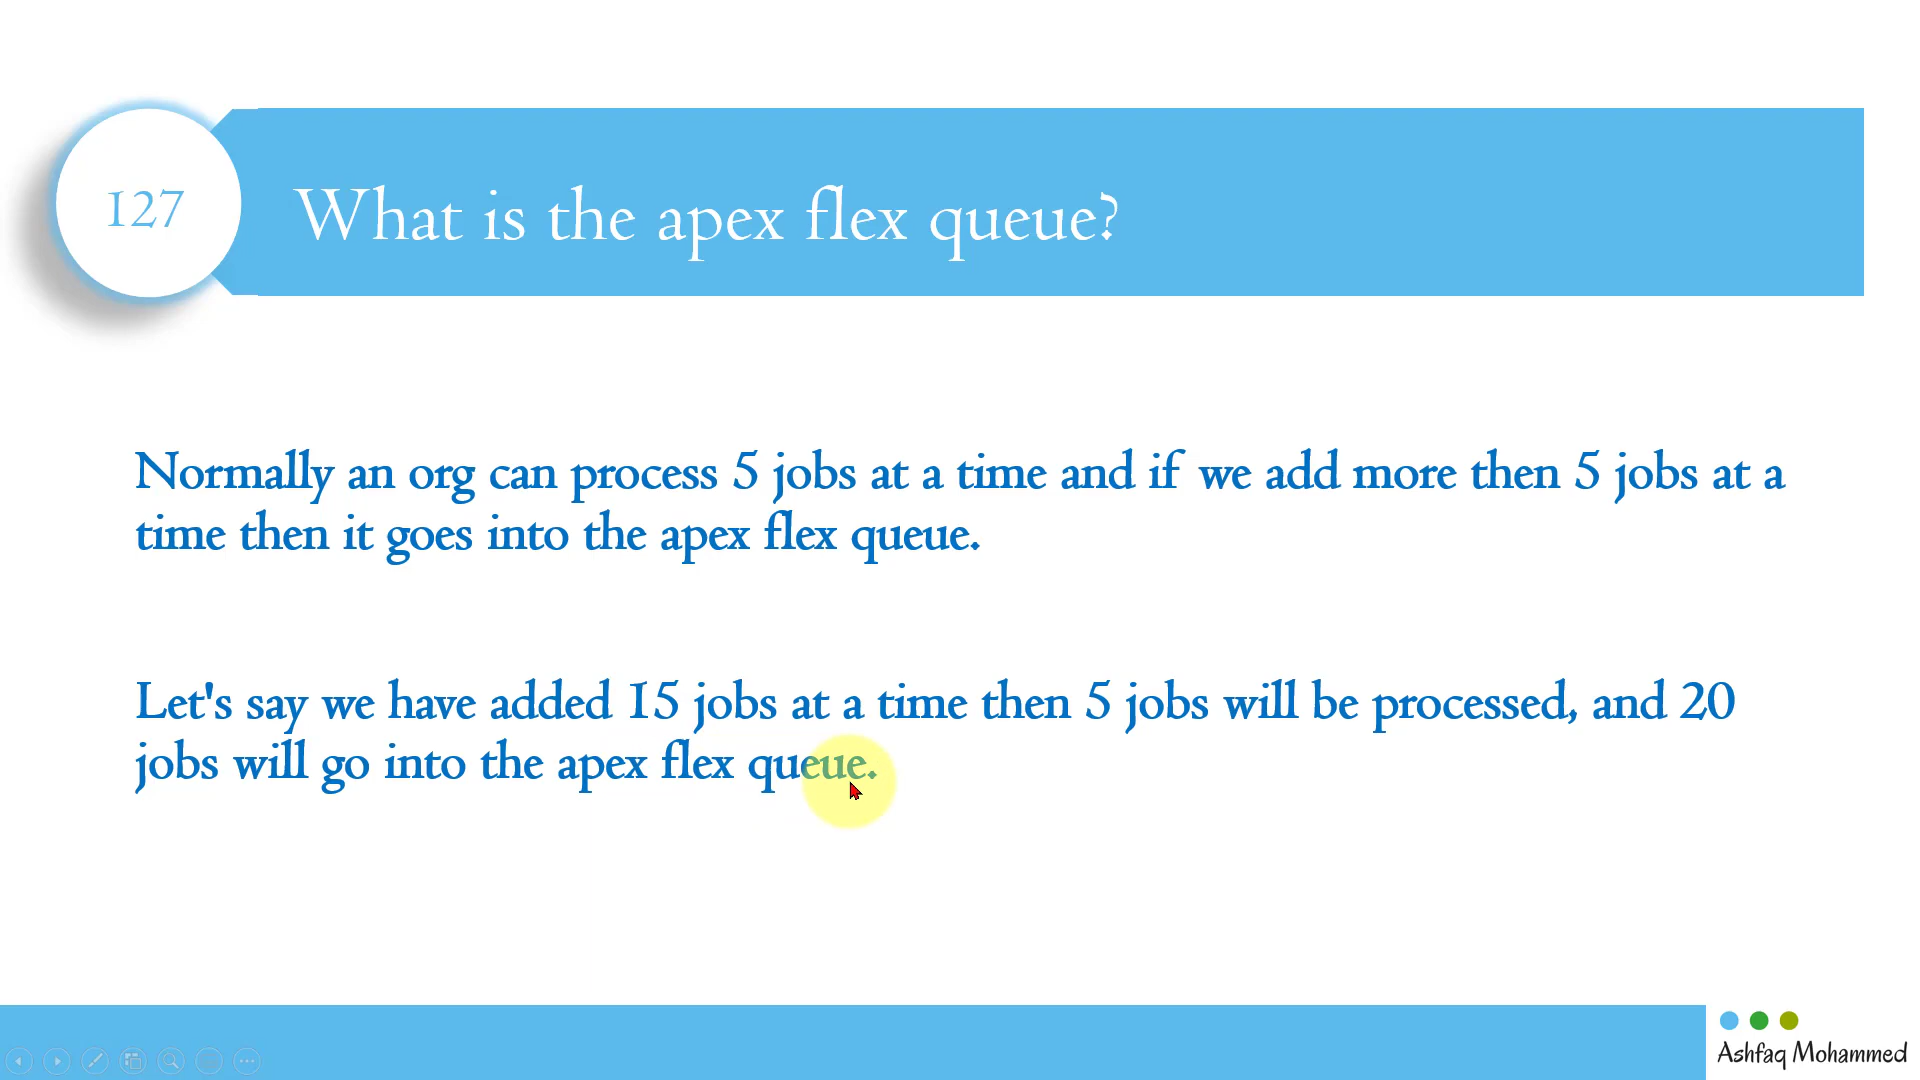 127
What is the apex flex queue?
Normally an org can process 5 jobs at a time and if we add more then 5 jobs at a
time then it goes into the apex flex queue.
Let's say we have added 15 jobs at a time then 5 jobs will be processed, and 20
jobs will go into the apex flex queue.
Ashfaq Mohammed